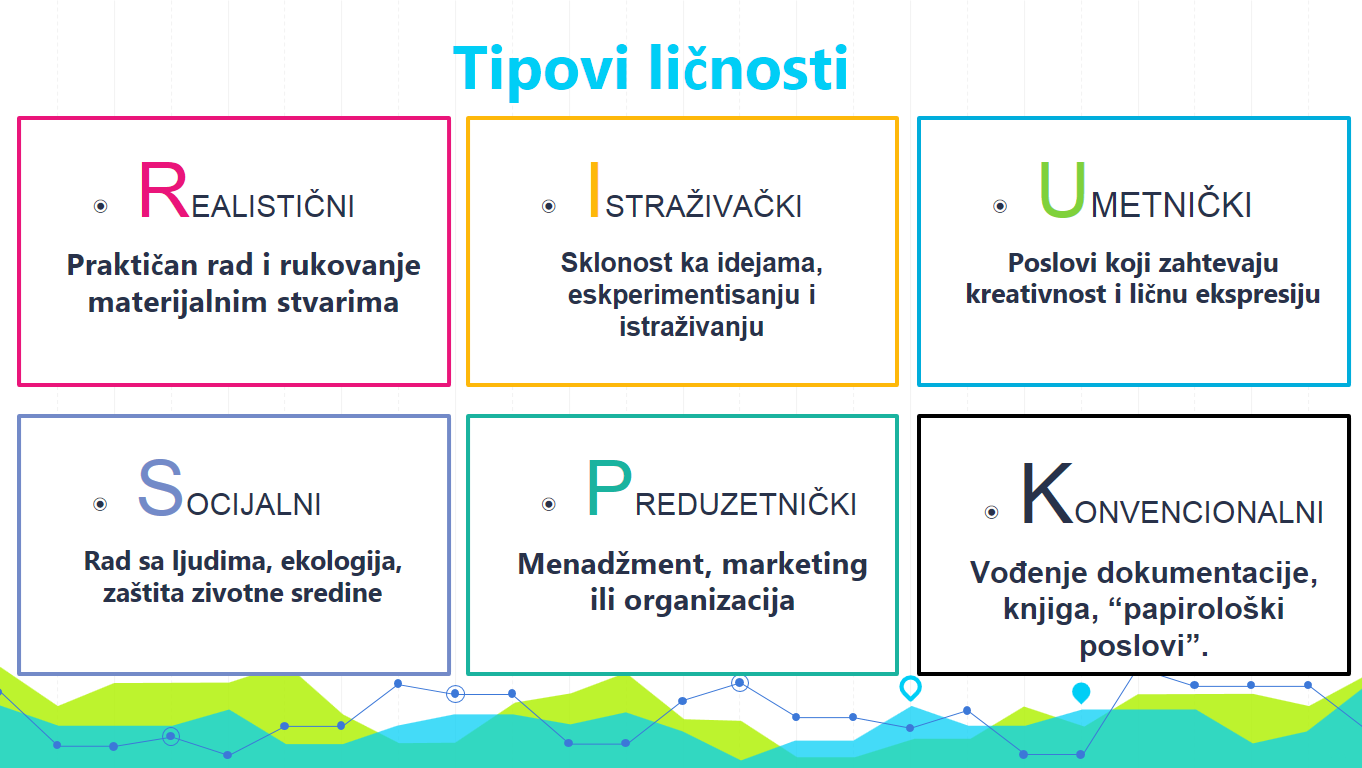 Tipovi ličnosti
REALISTIČNI
Praktičan rad i rukovanje
materijalnim stvarima
ISTRAŽIVAČKI
Sklonost ka idejama,
eskperimentisanju i
istraživanju
UMETNIČKI
Poslovi koji zahtevaju
kreativnost i ličnu ekspresiju
SOCIJALNI
Rad sa ljudima, ekologija,
zaštita zivotne sredine
PREDUZETNIČKI
Menadžment, marketing
ili organizacija
KONVENCIONALNI
Vođenje dokumentacije,
knjiga, “papirološki
poslovi”.